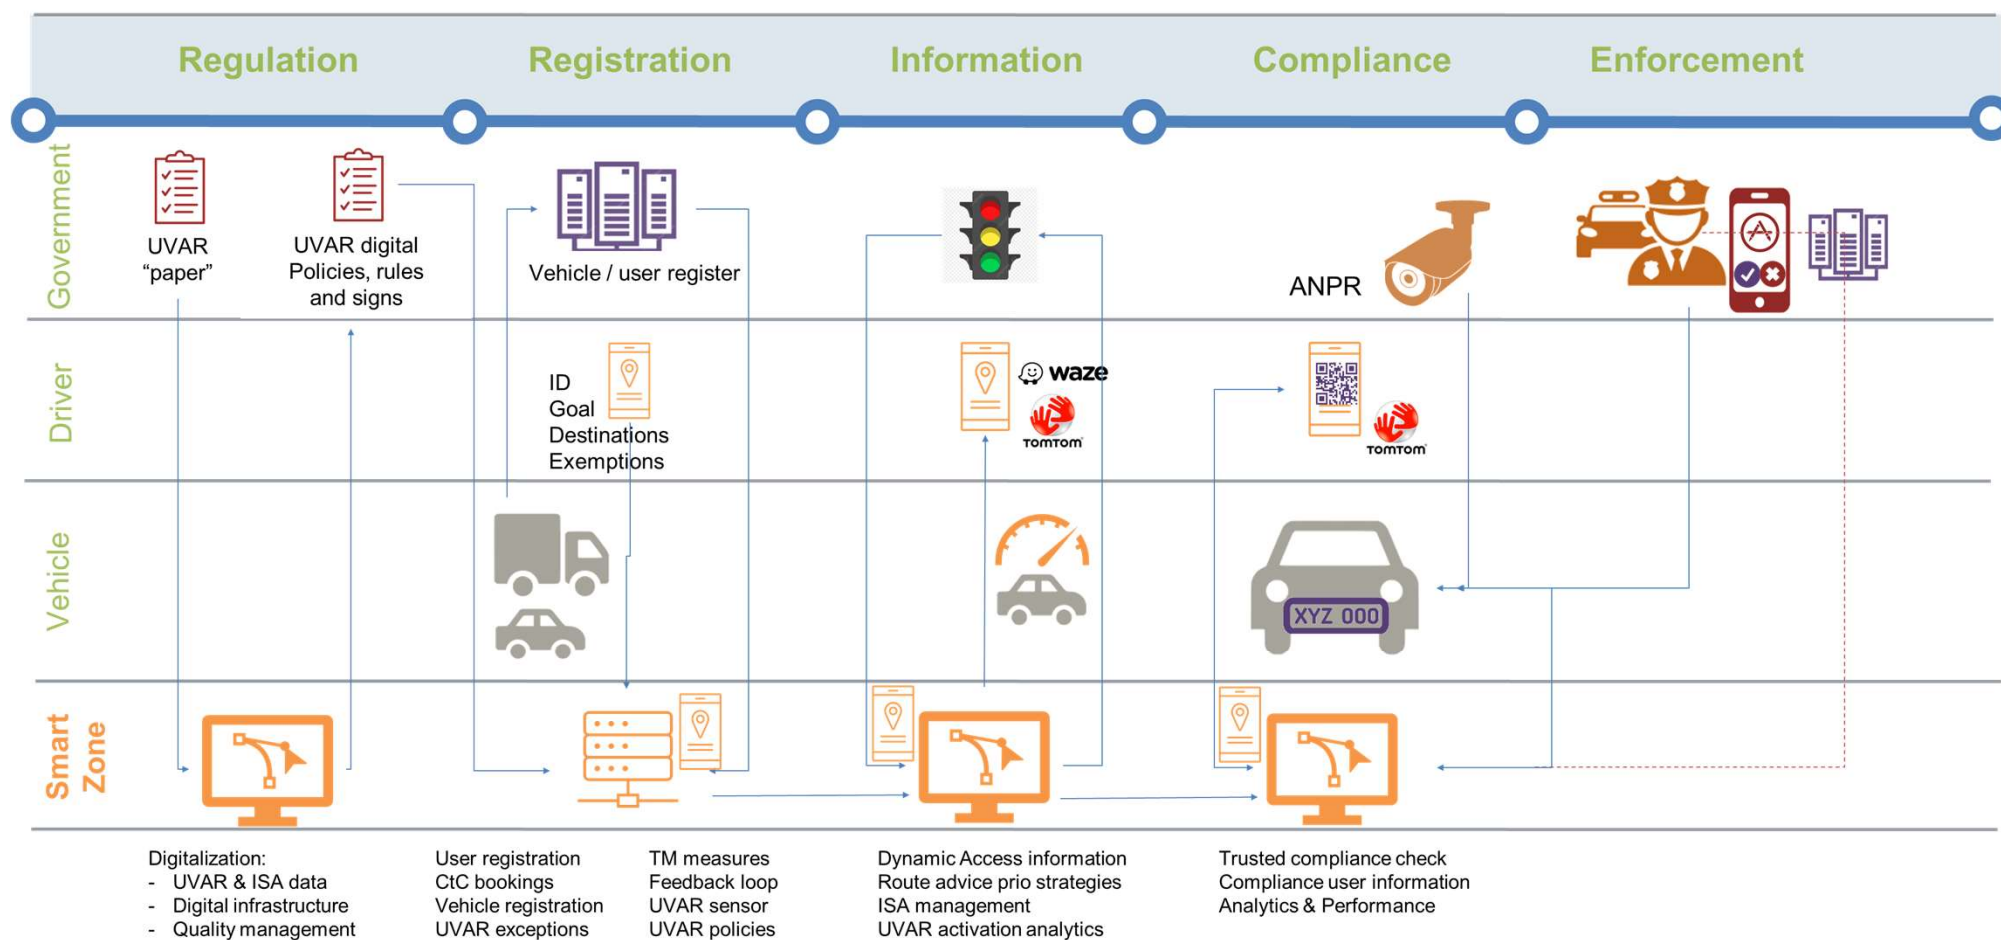 Regulation
Registration
Information
Compliance
Enforcement
Government
UVAR
“paper”
UVAR digital
Policies, rules
and signs
Vehicle / user register
ANPR
Driver
ID
Goal
Destinations
Exemptions
waze
TOMTOM
TOMTOM
Vehicle
XYZ 000
Smart
Zone
Digitalization:
- UVAR & ISA data
- Digital infrastructure
- Quality management
User registration
CtC bookings
Vehicle registration
UVAR exceptions
TM measures
Feedback loop
UVAR sensor
UVAR policies
Dynamic Access information
Route advice prio strategies
ISA management
UVAR activation analytics
Trusted compliance check
Compliance user information
Analytics & Performance